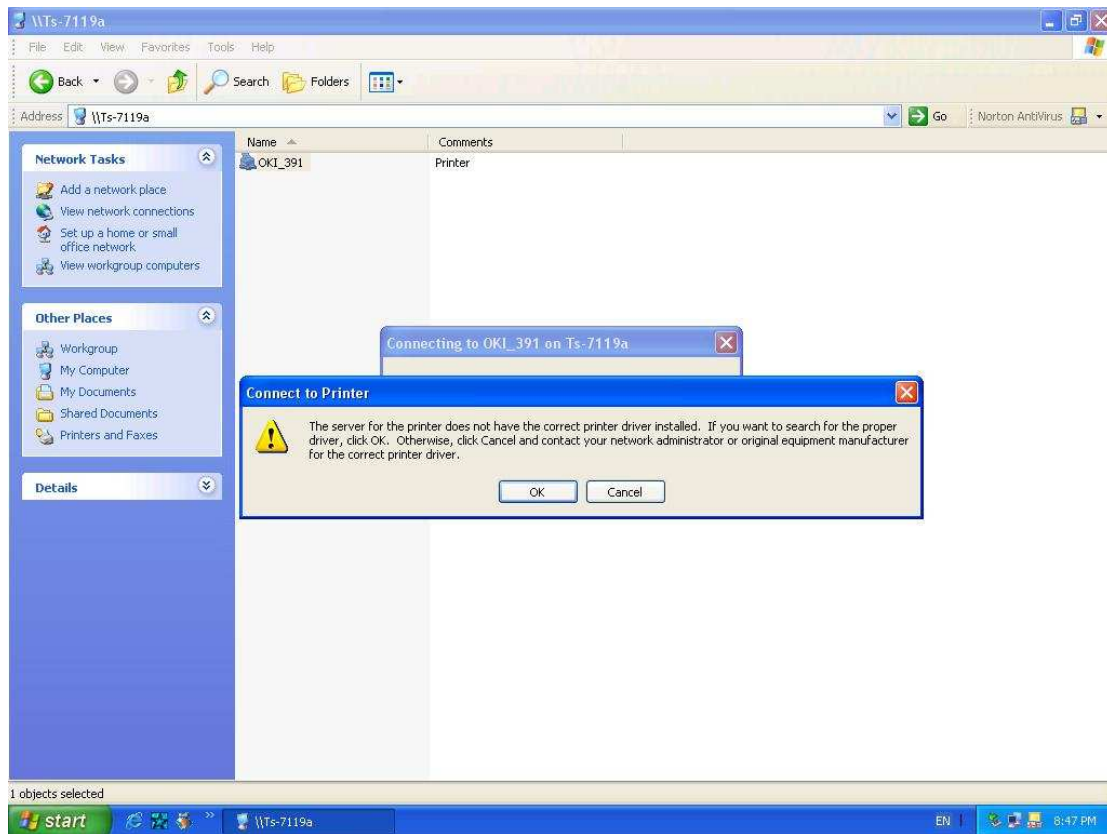 \\Ts-7119a
File Edit View Favorites Tools Help
Back Search Folders
Address \\Ts-7119a Go Norton AntiVirus
Name Comments
Network Tasks
OKI_391 Printer
Add a network place
View network connections
Set up a home or small
office network
View workgroup computers
Other Places
Workgroup
My Computer
My Documents
Shared Documents
Printers and Faxes
Details
Connecting to OKI_391 on Ts-7119a
Connect to Printer
The server for the printer does not have the correct printer driver installed. If you want to search for the proper
driver, click OK. Otherwise, click Cancel and contact your network administrator or original equipment manufacturer
for the correct printer driver.
OK Cancel
1 objects selected
start \\Ts-7119a EN 8:47 PM